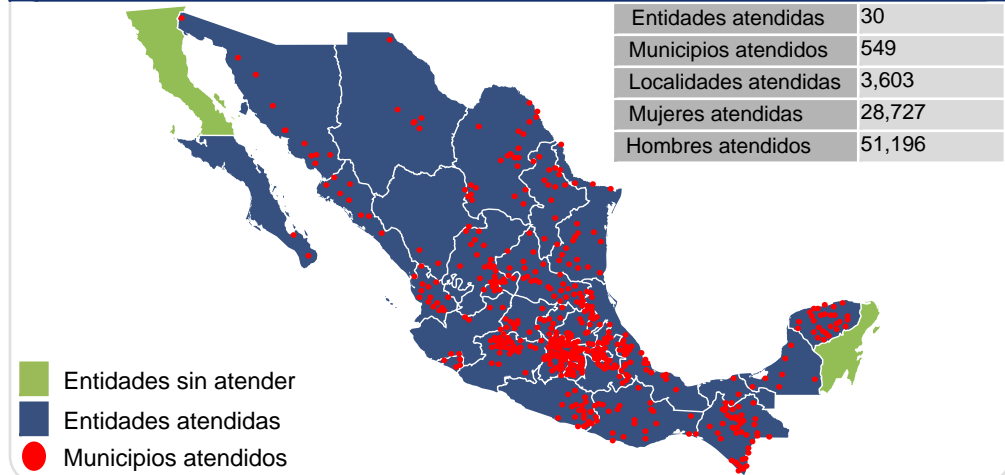 Entidades atendidas 30
Municipios atendidos 549
Localidades atendidas 3,603
Mujeres atendidas 28,727
Hombres atendidos 51,196
Entidades sin atender
Entidades atendidas
Municipios atendidos